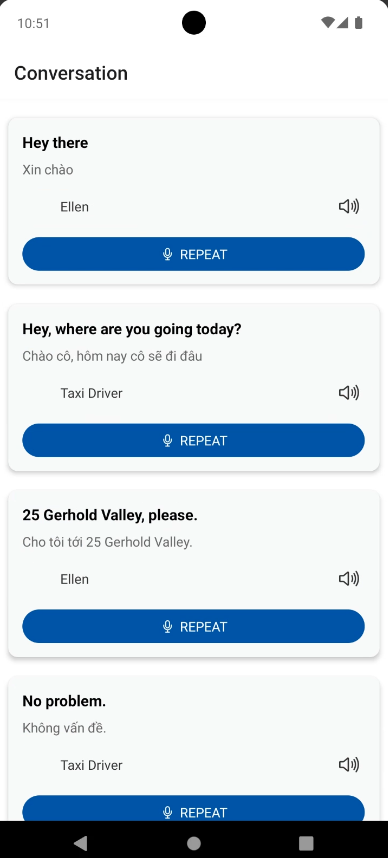 10:51
Conversation
Hey there
Xin chào
Ellen
REPEAT
Hey, where are you going today?
Chào cô, hôm nay cô sẽ đi đâu
Taxi Driver
REPEAT
25 Gerhold Valley, please.
Cho tôi tới 25 Gerhold Valley.
Ellen
REPEAT
No problem.
Không vấn đề.
Taxi Driver
REPEAT